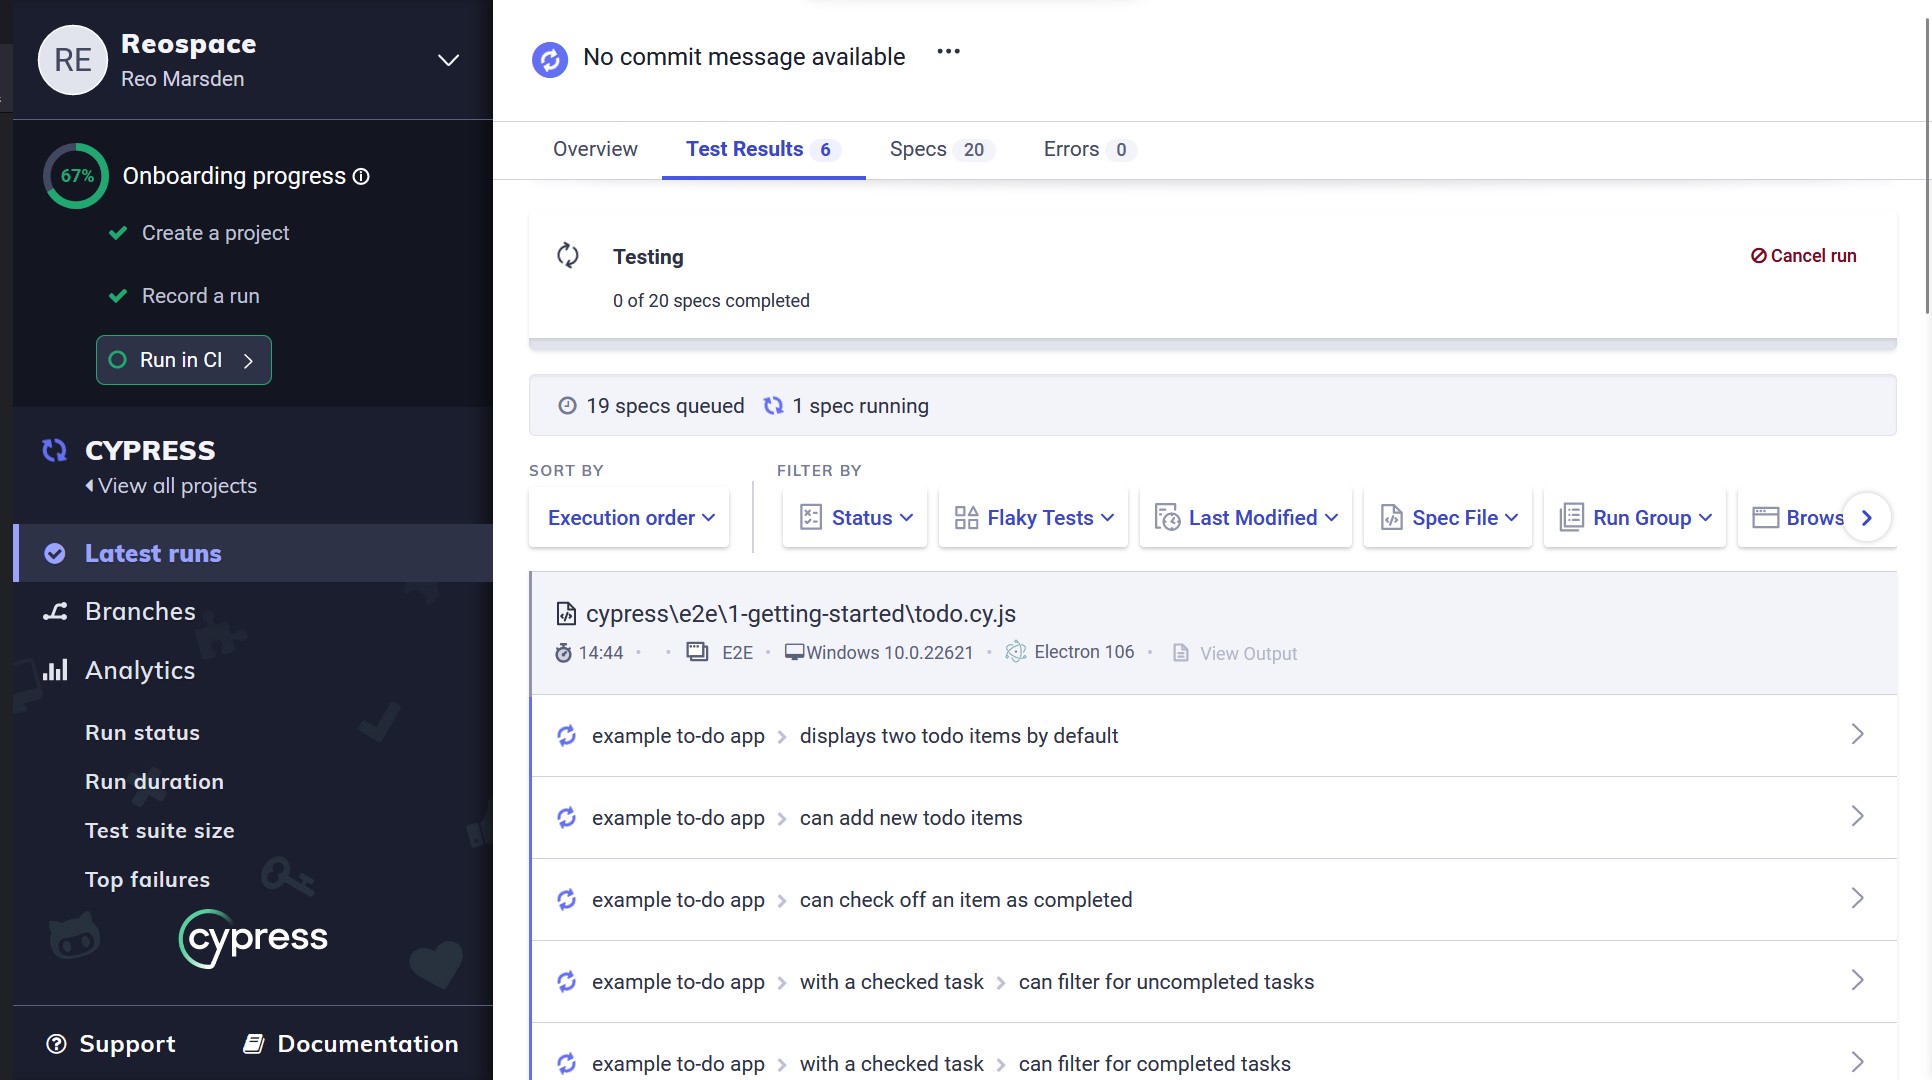 RE
Reospace
Reo Marsden
67%
Onboarding progress
Create a project
Record a run
Run in CI
CYPRESS
View all projects
Latest runs
Branches
Analytics
Run status
Run duration
Test suite size
Top failures
cypress
Support
Documentation
No commit message available
Overview
Test Results 6
Specs 20
Errors 0
Testing
Cancel run
0 of 20 specs completed
19 specs queued
1 spec running
SORT BY
FILTER BY
Execution order
Status
Flaky Tests
Last Modified
Spec File
Run Group
Brows
cypress\e2e\1-getting-started\todo.cy.js
14:44 • • E2E • Windows 10.0.22621 • Electron 106 • View Output
example to-do app > displays two todo items by default
example to-do app > can add new todo items
example to-do app > can check off an item as completed
example to-do app > with a checked task > can filter for uncompleted tasks
example to-do app > with a checked task > can filter for completed tasks